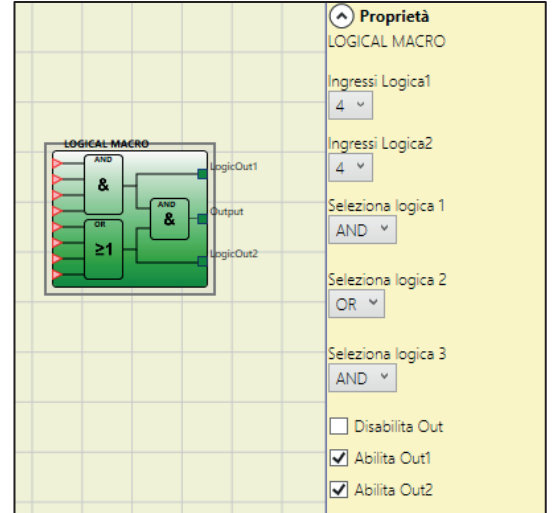 LOGICAL MACRO
AND
&
LogicOut1
AND
&
Output
OR
≥1
LogicOut2
Proprietà
LOGICAL MACRO
Ingressi Logica1
4
Ingressi Logica2
4
Seleziona logica 1
AND
Seleziona logica 2
OR
Seleziona logica 3
AND
Disabilita Out
Abilita Out1
Abilita Out2